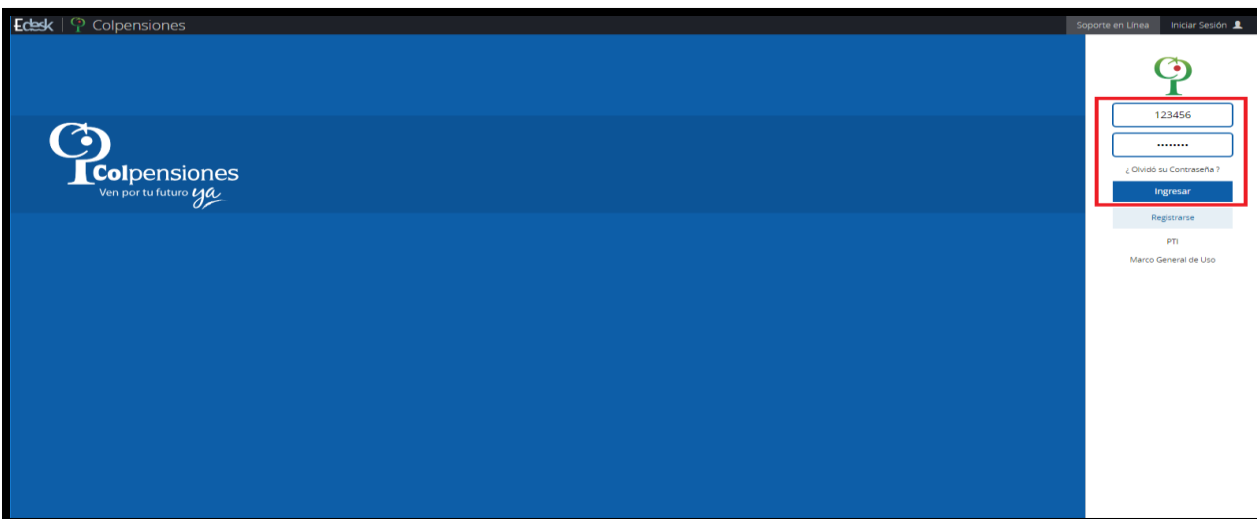 Edesk | Colpensiones
Soporte en Línea
Iniciar Sesión
Colpensiones
Ven por tu futuro ya
123456
········
¿ Olvidó su Contraseña ?
Ingresar
Registrarse
PTI
Marco General de Uso